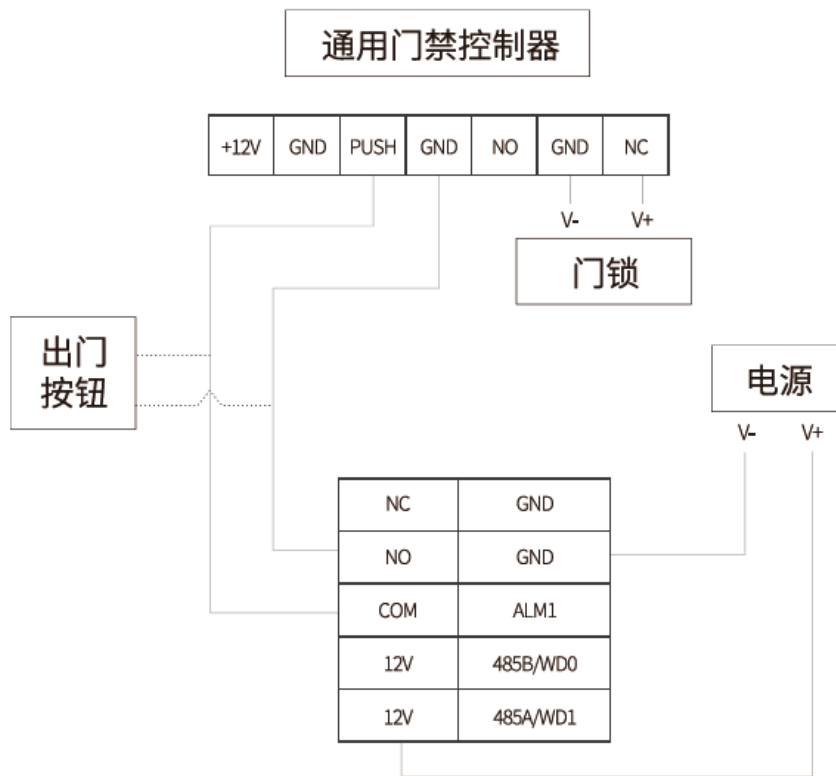 通用门禁控制器
+12V GND PUSH GND NO GND NC
V- V+
门锁
出门
按钮
电源
V- V+
NC GND
NO GND
COM ALM1
12V 485B/WD0
12V 485A/WD1